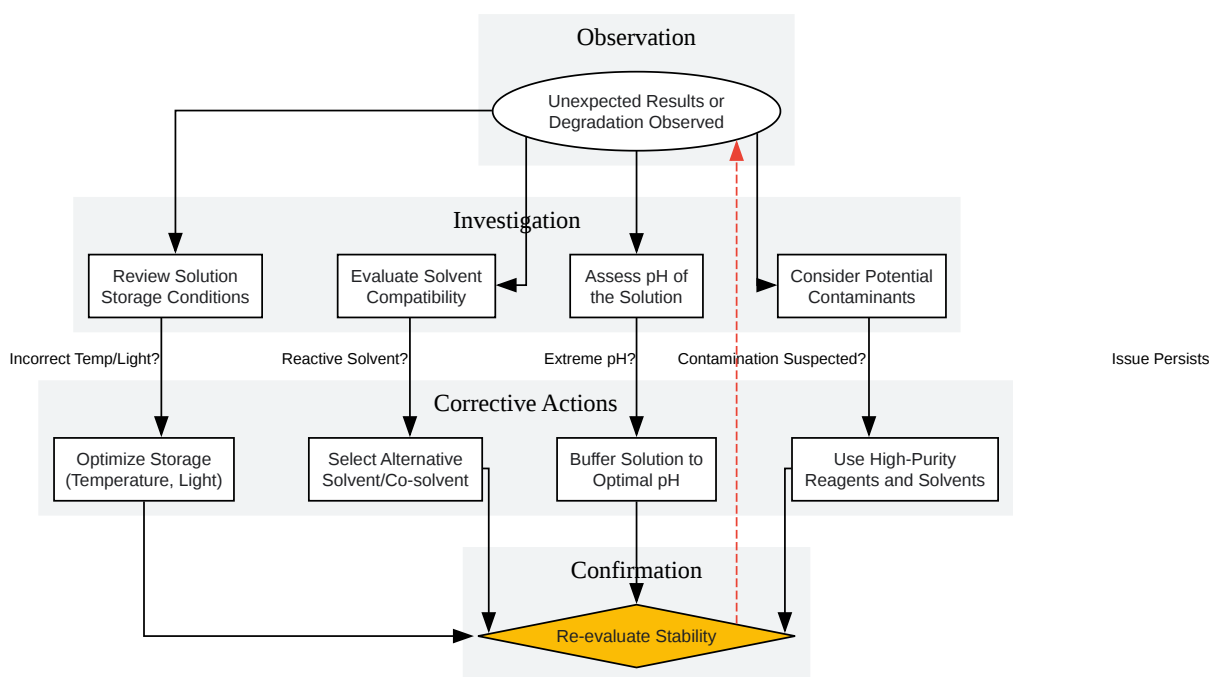 Observation
Unexpected Results or
Degradation Observed
Investigation
Review Solution
Storage Conditions
Evaluate Solvent
Compatibility
Assess pH of
the Solution
Consider Potential
Contaminants
Incorrect Temp/Light?
Reactive Solvent?
Extreme pH?
Contamination Suspected?
Issue Persists
Corrective Actions
Optimize Storage
(Temperature, Light)
Select Alternative
Solvent/Co-solvent
Buffer Solution to
Optimal pH
Use High-Purity
Reagents and Solvents
Confirmation
Re-evaluate Stability